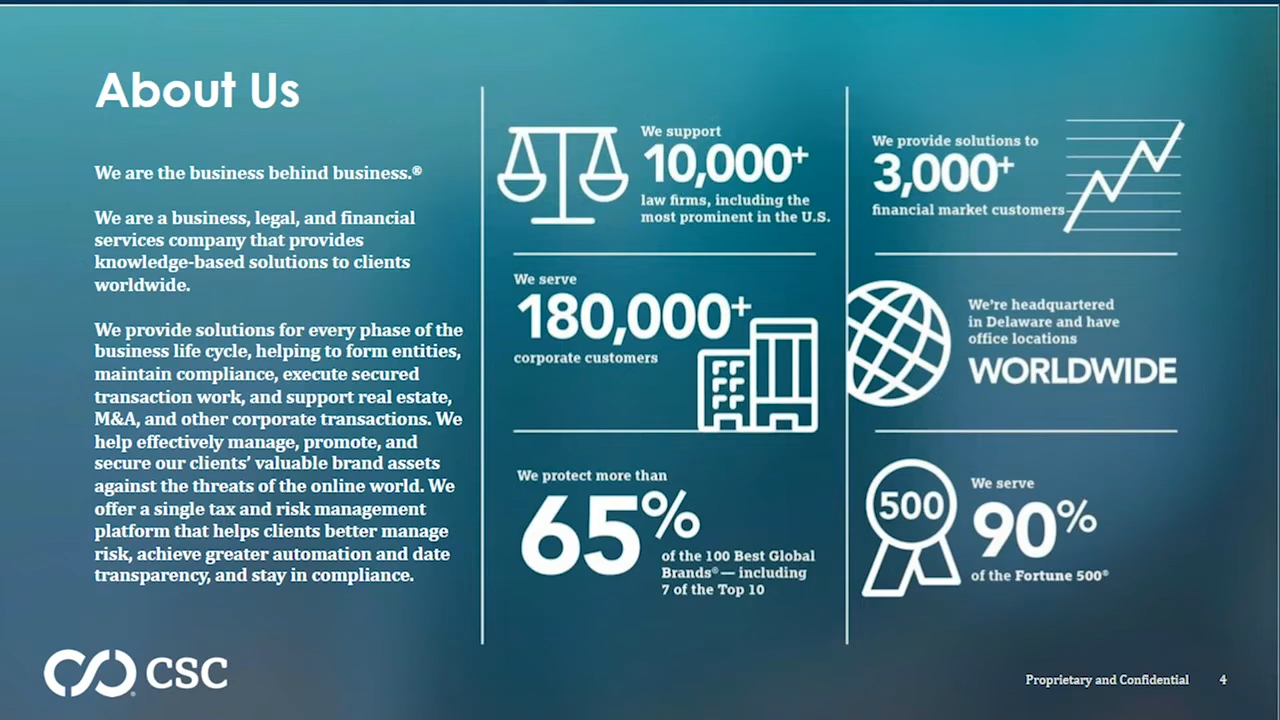 About Us
We are the business behind business.®
We are a business, legal, and financial
services company that provides
knowledge-based solutions to clients
worldwide.
We provide solutions for every phase of the
business life cycle, helping to form entities,
maintain compliance, execute secured
transaction work, and support real estate,
M&A, and other corporate transactions. We
help effectively manage, promote, and
secure our clients’ valuable brand assets
against the threats of the online world. We
offer a single tax and risk management
platform that helps clients better manage
risk, achieve greater automation and date
transparency, and stay in compliance.
We support
10,000+
law firms, including the
most prominent in the U.S.
We serve
180,000+
corporate customers
We protect more than
65%
of the 100 Best Global
Brands® — including
7 of the Top 10
We provide solutions to
3,000+
financial market customers
We’re headquartered
in Delaware and have
office locations
WORLDWIDE
500
We serve
90%
of the Fortune 500®
CSC®
Proprietary and Confidential 4